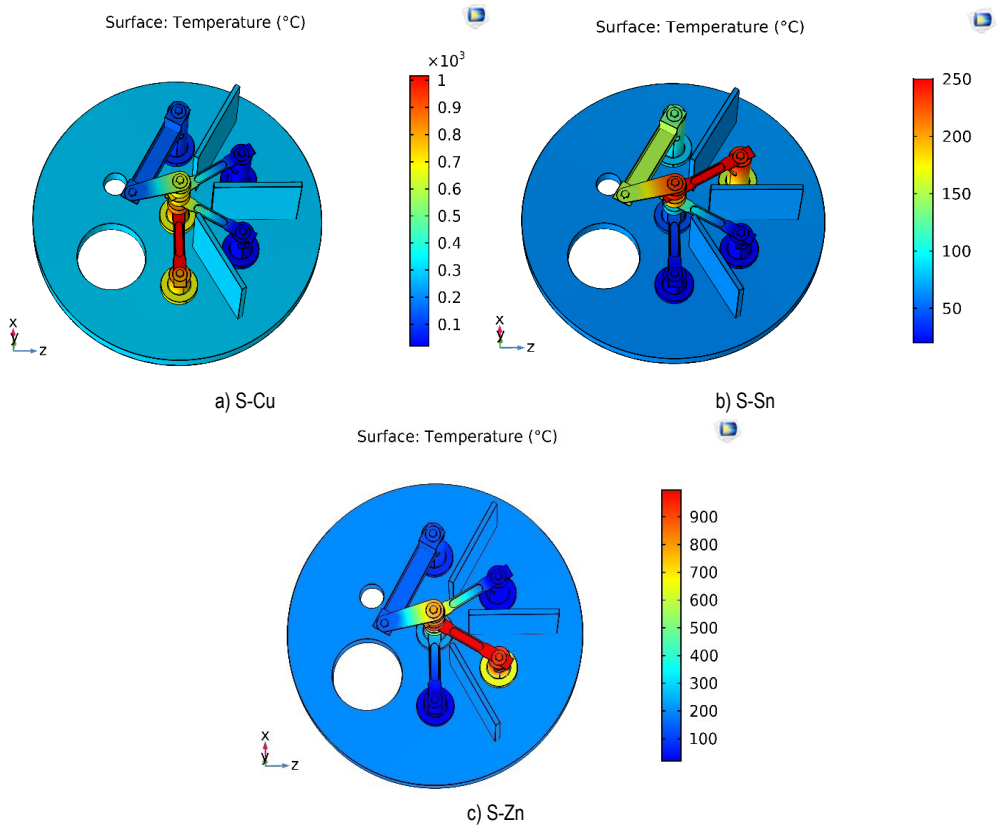 Surface: Temperature (°C)
×10³
1
0.9
0.8
0.7
0.6
0.5
0.4
0.3
0.2
0.1
x
y
z
a) S-Cu
Surface: Temperature (°C)
250
200
150
100
50
x
y
z
b) S-Sn
Surface: Temperature (°C)
900
800
700
600
500
400
300
200
100
x
y
z
c) S-Zn